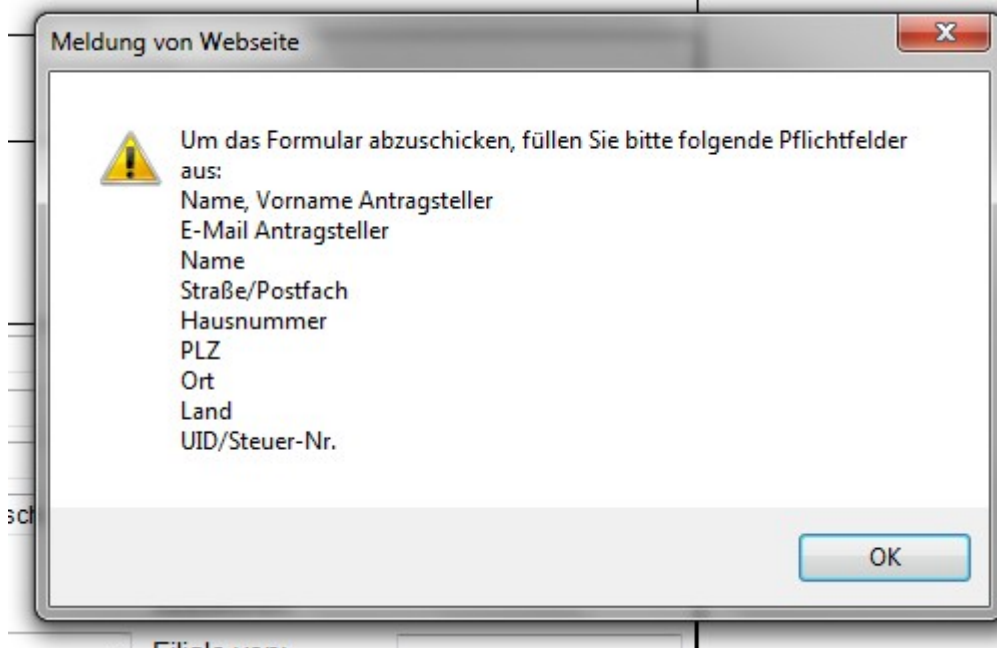 Meldung von Webseite
Um das Formular abzuschicken, füllen Sie bitte folgende Pflichtfelder
aus:
Name, Vorname Antragsteller
E-Mail Antragsteller
Name
Straße/Postfach
Hausnummer
PLZ
Ort
Land
UID/Steuer-Nr.
OK